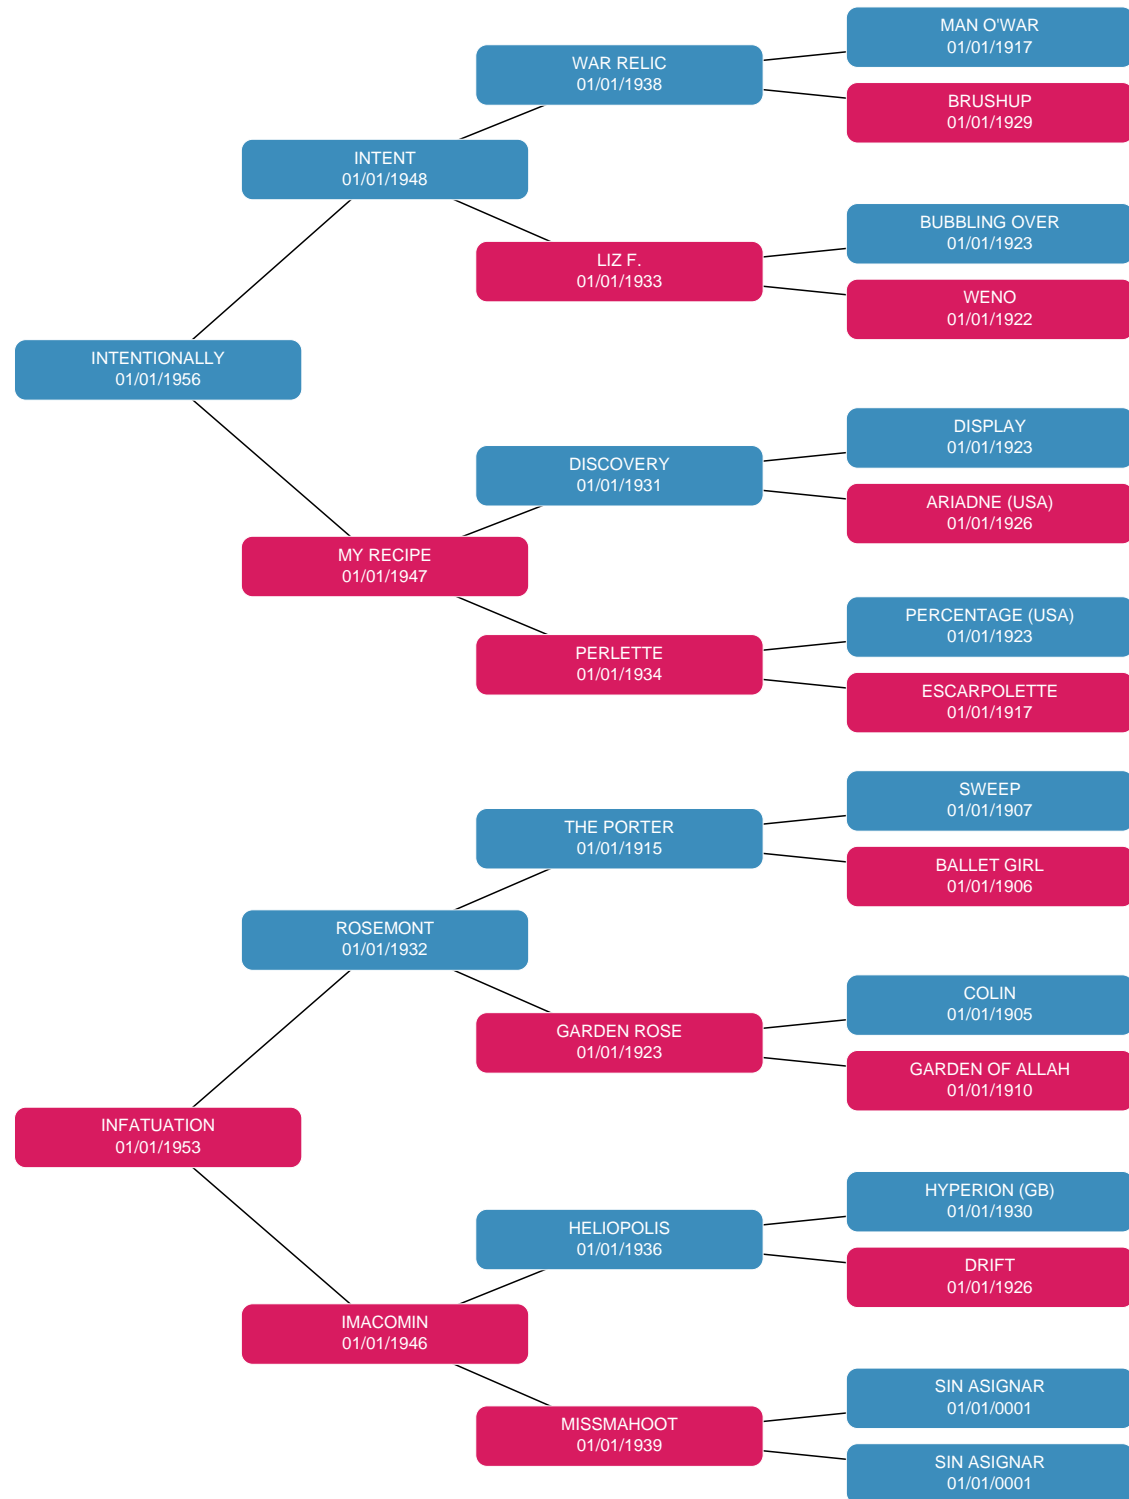 MAN O'WAR
01/01/1917
WAR RELIC
01/01/1938
BRUSHUP
01/01/1929
INTENT
01/01/1948
BUBBLING OVER
01/01/1923
LIZ F.
01/01/1933
WENO
01/01/1922
INTENTIONALLY
01/01/1956
DISPLAY
01/01/1923
DISCOVERY
01/01/1931
ARIADNE (USA)
01/01/1926
MY RECIPE
01/01/1947
PERCENTAGE (USA)
01/01/1923
PERLETTE
01/01/1934
ESCARPOLETTE
01/01/1917
SWEEP
01/01/1907
THE PORTER
01/01/1915
BALLET GIRL
01/01/1906
ROSEMONT
01/01/1932
COLIN
01/01/1905
GARDEN ROSE
01/01/1923
GARDEN OF ALLAH
01/01/1910
INFATUATION
01/01/1953
HYPERION (GB)
01/01/1930
HELIOPOLIS
01/01/1936
DRIFT
01/01/1926
IMACOMIN
01/01/1946
SIN ASIGNAR
01/01/0001
MISSMAHOOT
01/01/1939
SIN ASIGNAR
01/01/0001